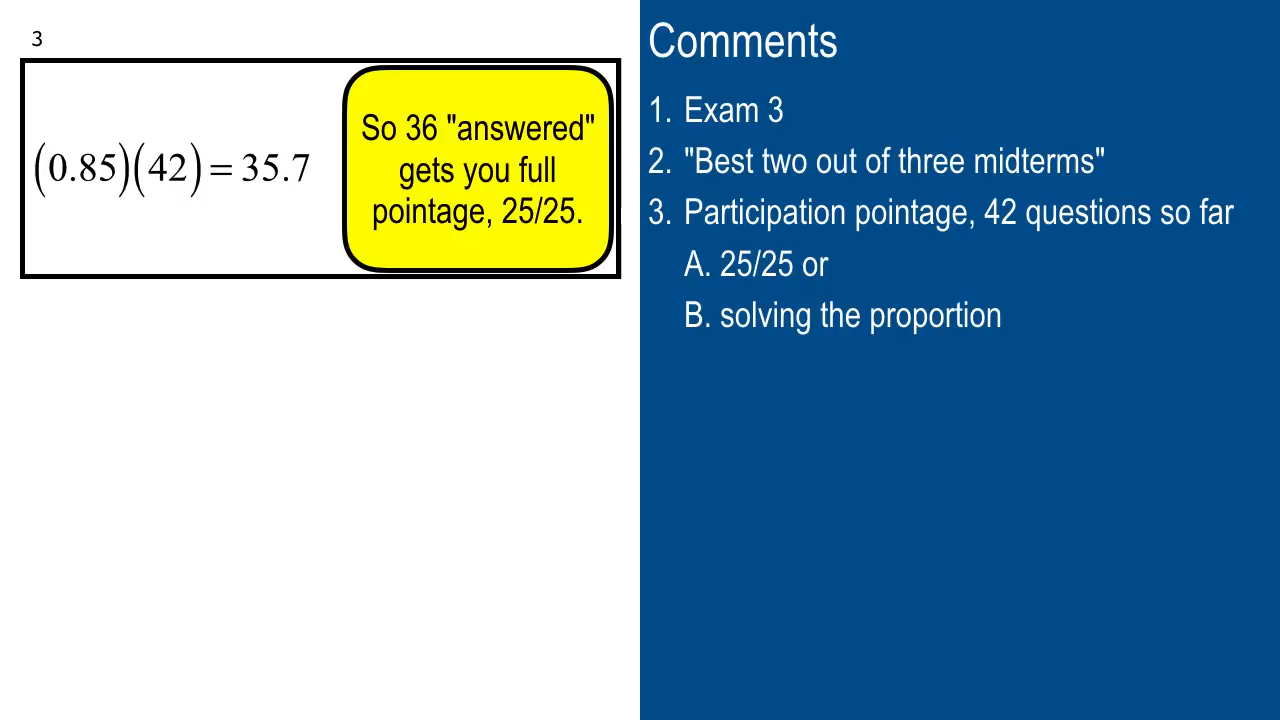 3
(0.85)(42) = 35.7
So 36 "answered"
gets you full
pointage, 25/25.
Comments
1. Exam 3
2. "Best two out of three midterms"
3. Participation pointage, 42 questions so far
A. 25/25 or
B. solving the proportion